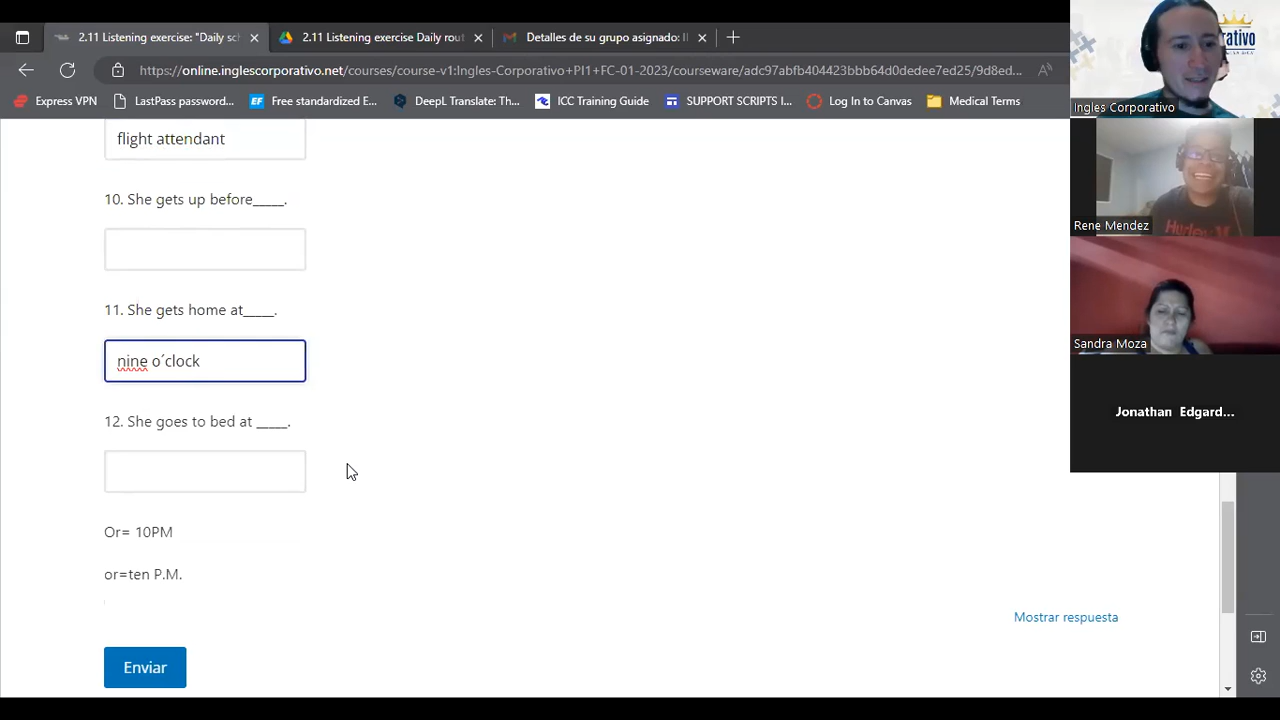 2.11 Listening exercise: "Daily sc
2.11 Listening exercise Daily rout
Detalles de su grupo asignado: II
https://online.inglescorporativo.net/courses/course-v1:Ingles-Corporativo+PI1+FC-01-2023/courseware/adc97abfb404423bbb64d0dedee7ed25/9d8ed...
Express VPN
LastPass password...
EF Free standardized E...
DeepL Translate: Th...
ICC Training Guide
SUPPORT SCRIPTS I...
Log In to Canvas
Medical Terms
flight attendant
10. She gets up before_____.
11. She gets home at_____.
nine o´clock
12. She goes to bed at _____.
Or= 10PM
or=ten P.M.
Mostrar respuesta
Enviar
Ingles Corporativo
Rene Mendez
Sandra Moza
Jonathan Edgard...